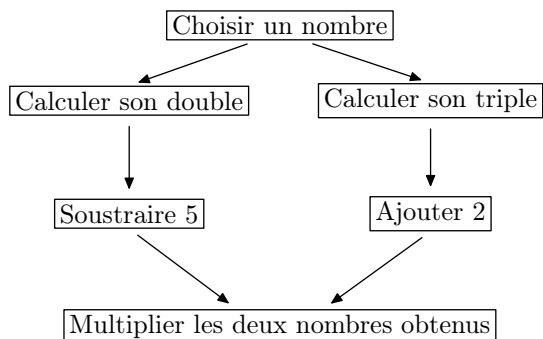 Choisir un nombre
Calculer son double
Calculer son triple
Soustraire 5
Ajouter 2
Multiplier les deux nombres obtenus